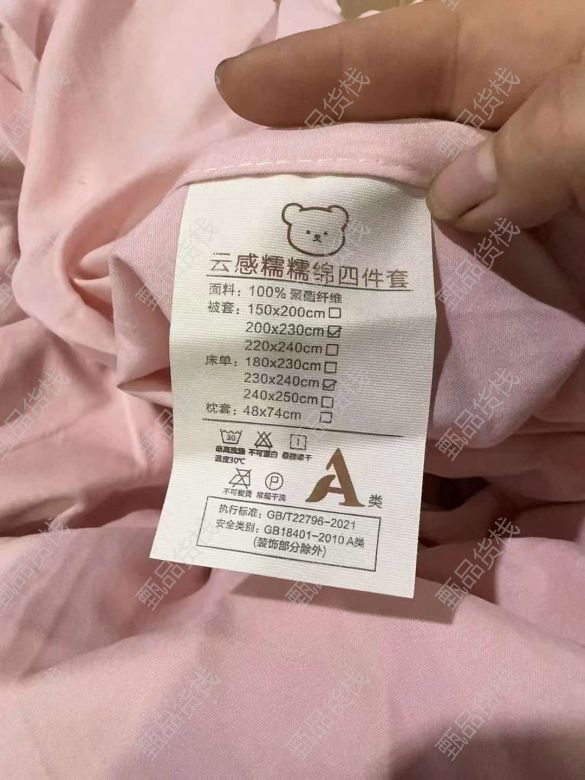 云感糯糯绵四件套
面料：100% 聚酯纤维
被套：150x200cm☐
200x230cm☑
220x240cm☐
床单：180x230cm☐
230x240cm☑
240x250cm☐
枕套：48x74cm☐
30
最高洗涤温度30℃
不可漂白
悬挂晾干
不可熨烫
P
常规干洗
A类
执行标准：GB/T22796-2021
安全类别：GB18401-2010 A类
(装饰部分除外)
甄品货栈